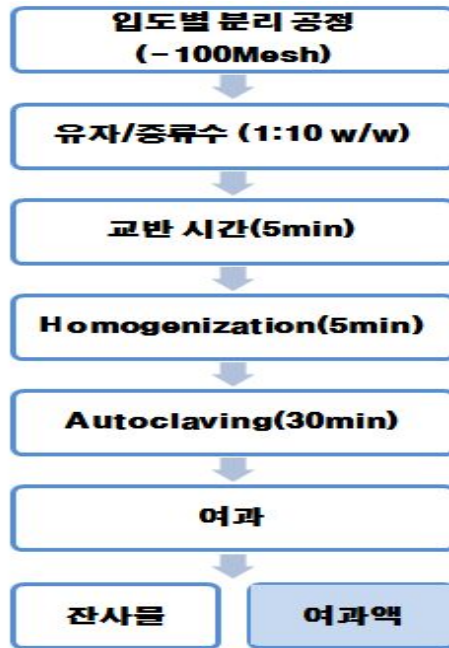 입도별 분리 공정
(-100Mesh)
유자/증류수 (1:10 w/w)
교반 시간(5min)
Homogenization(5min)
Autoclaving(30min)
여과
잔사물
여과액